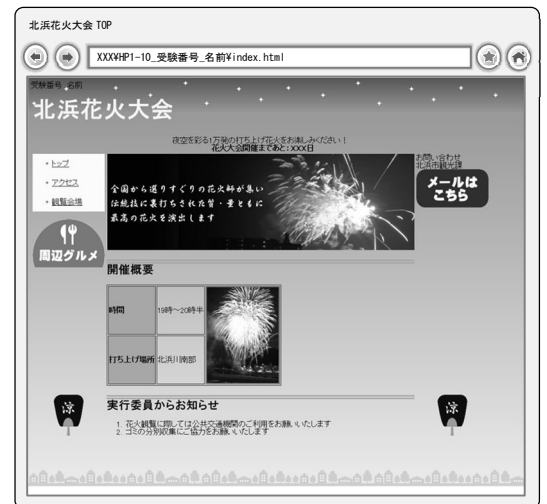 北浜花火大会 TOP
XXX¥HP1-10_受験番号_名前¥index.html
受験番号_名前
北浜花火大会
夜空を彩る1万発の打ち上げ花火をお楽しみください！
花火大会開催まであと：xxx日
・トップ
・アクセス
・観覧会場
周辺グルメ
全国から選りすぐりの花火師が集い
伝統技に裏打ちされた質・量ともに
最高の花火を演出します
お問い合わせ
北浜市観光課
メールは
こちら
開催概要
時間 19時～20時半
打ち上げ場所 北浜川南部
実行委員からお知らせ
1. 花火観覧に際しては公共交通機関のご利用をお願いいたします
2. ゴミの分別収集にご協力をお願いいたします
涼
涼